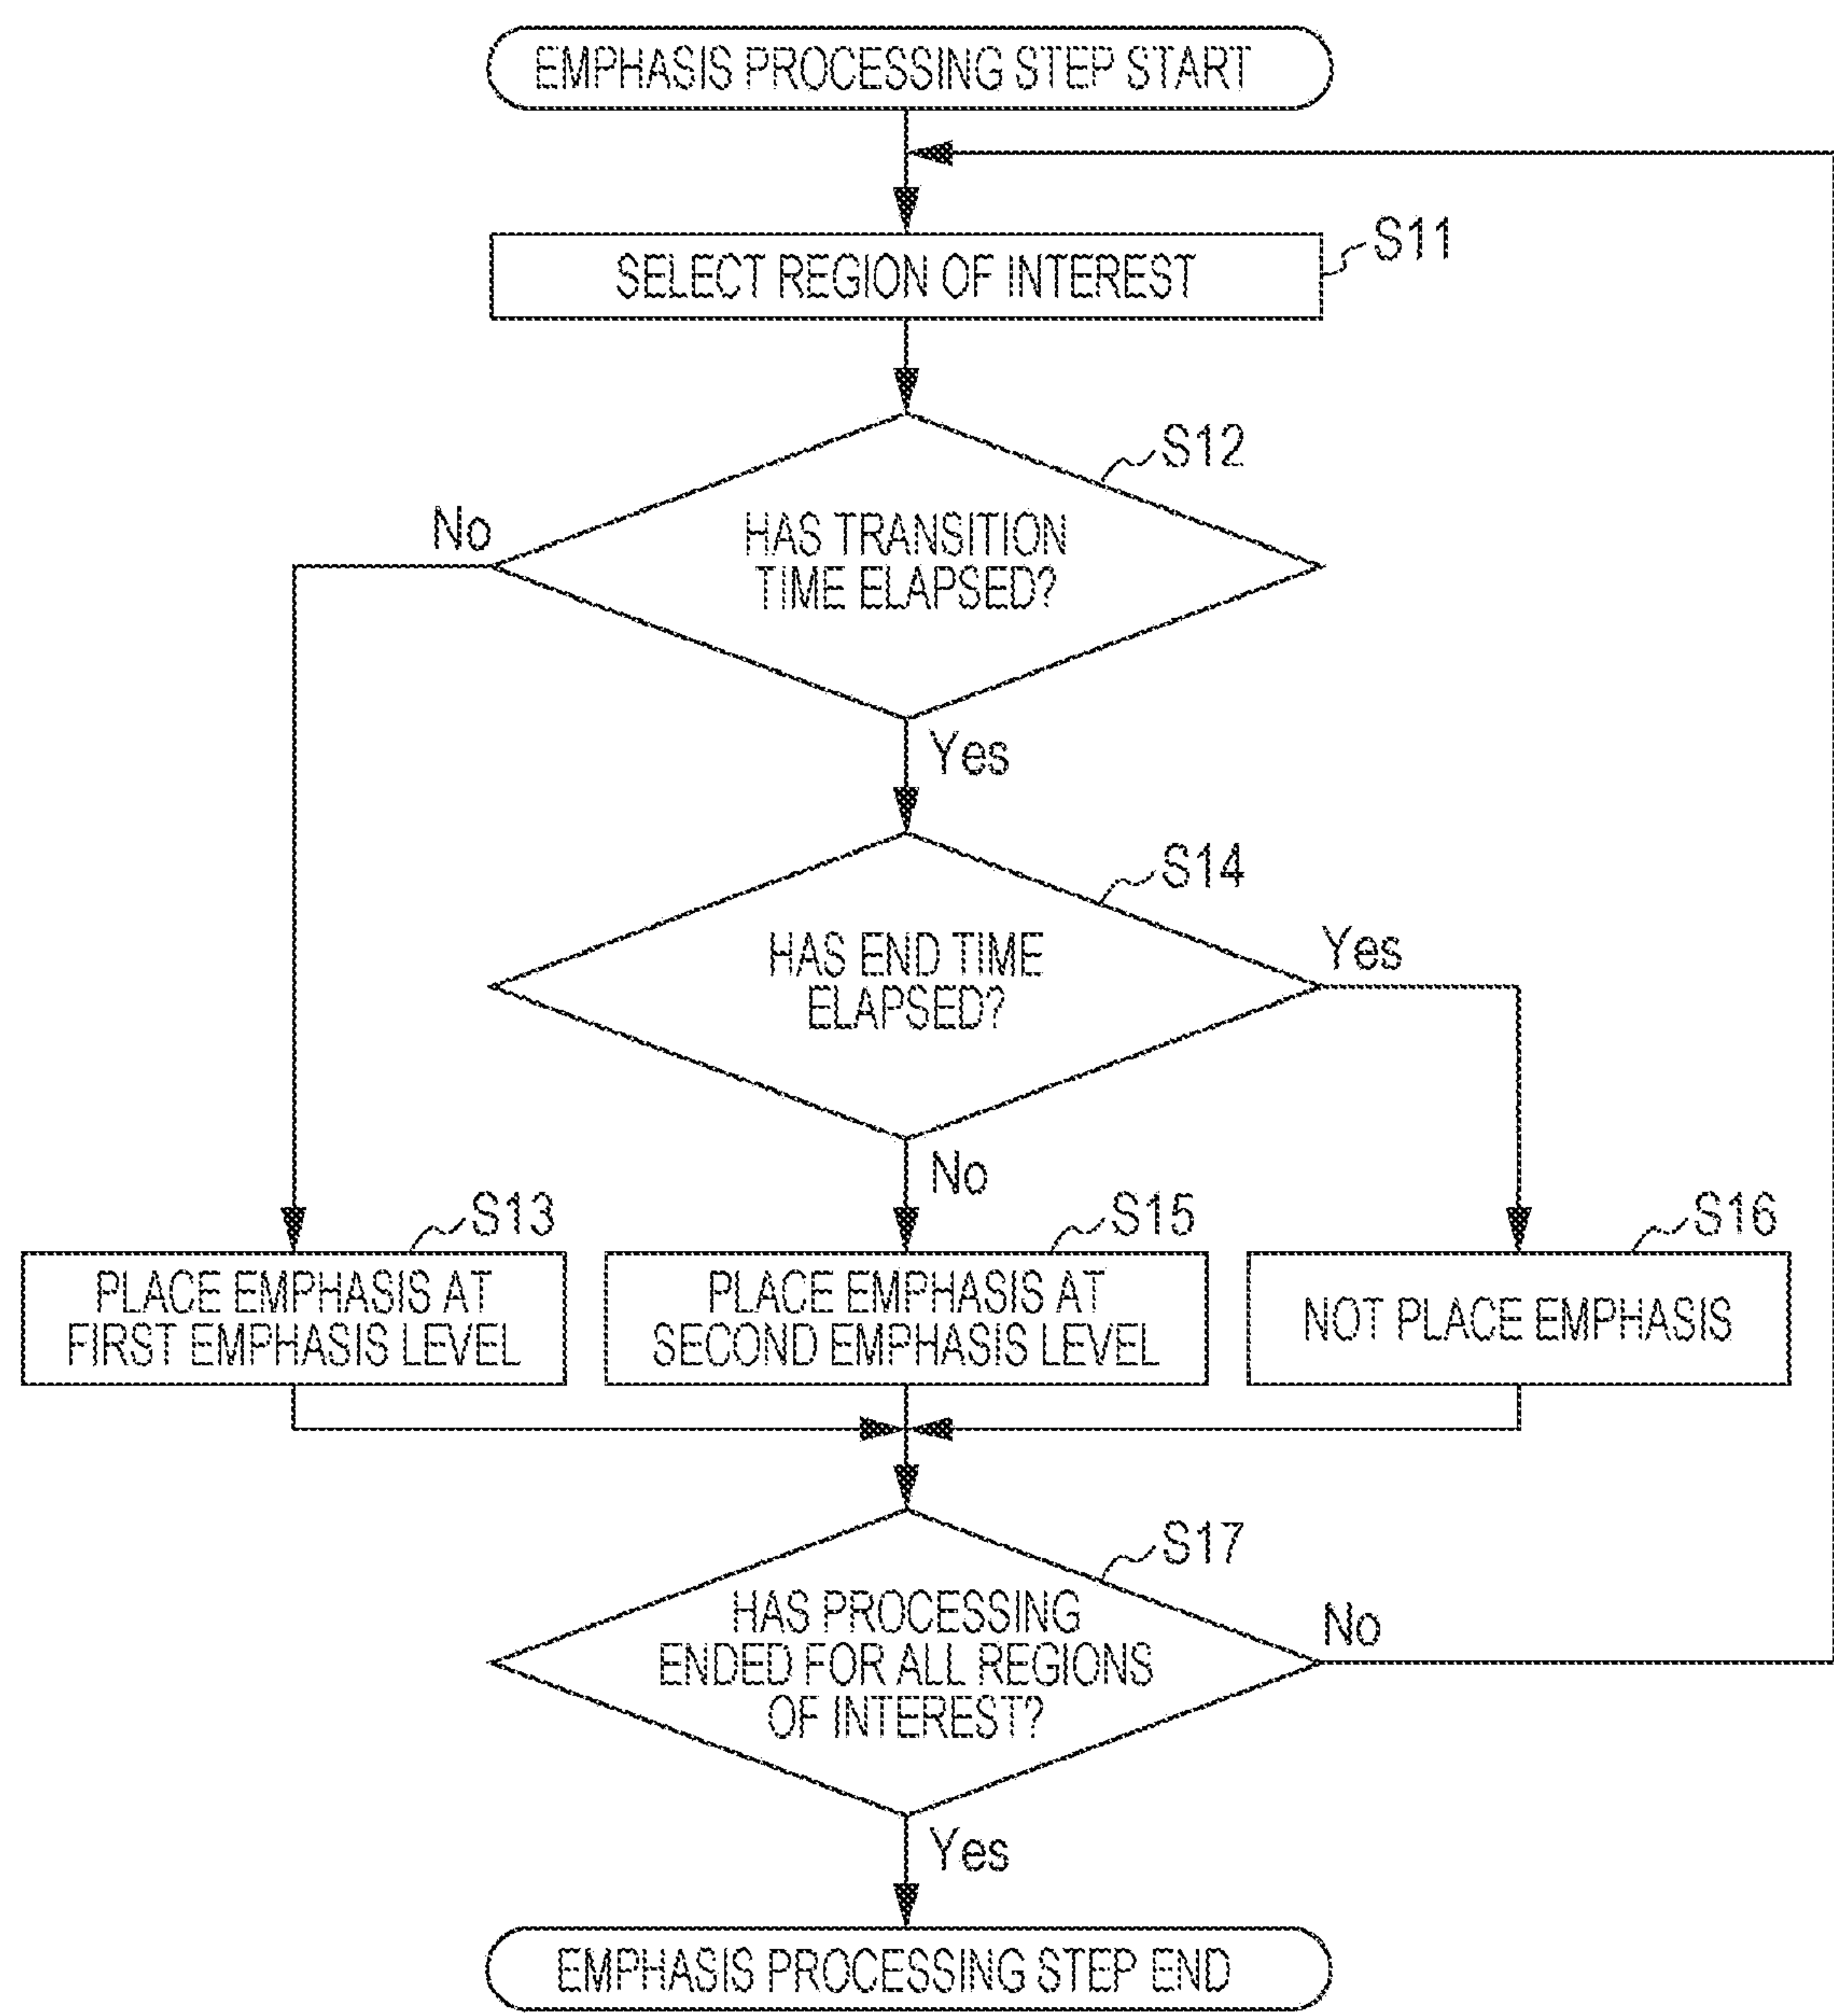 EMPHASIS PROCESSING STEP START
SELECT REGION OF INTEREST
S11
S12
No
HAS TRANSITION
TIME ELAPSED?
Yes
S14
HAS END TIME
ELAPSED?
Yes
No
S13
PLACE EMPHASIS AT
FIRST EMPHASIS LEVEL
S15
PLACE EMPHASIS AT
SECOND EMPHASIS LEVEL
S16
NOT PLACE EMPHASIS
S17
HAS PROCESSING
ENDED FOR ALL REGIONS
OF INTEREST?
No
Yes
EMPHASIS PROCESSING STEP END